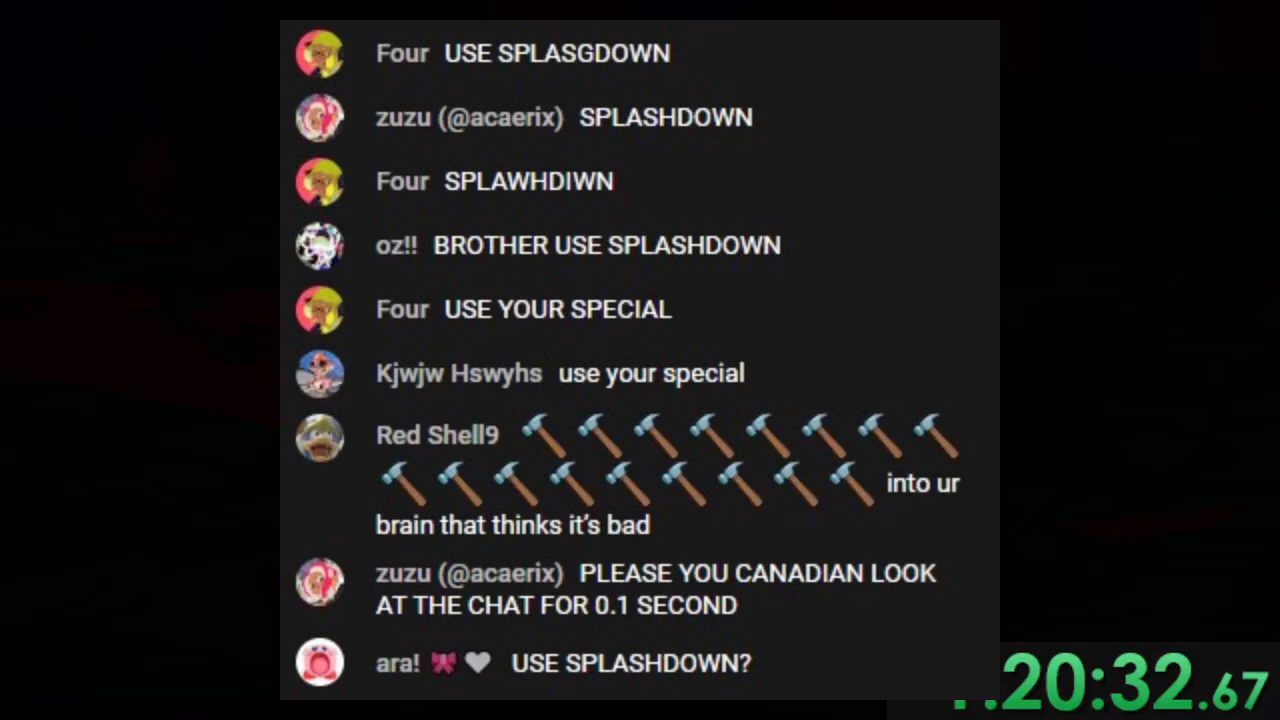 Four USE SPLASGDOWN
zuzu (@acaerix) SPLASHDOWN
Four SPLAWHDIWN
oz!! BROTHER USE SPLASHDOWN
Four USE YOUR SPECIAL
Kjwjw Hswyhs use your special
Red Shell9 🔨🔨🔨🔨🔨🔨🔨🔨
🔨🔨🔨🔨🔨🔨🔨🔨🔨 into ur
brain that thinks it’s bad
zuzu (@acaerix) PLEASE YOU CANADIAN LOOK
AT THE CHAT FOR 0.1 SECOND
ara! 🎀🤍 USE SPLASHDOWN?
20:32.67